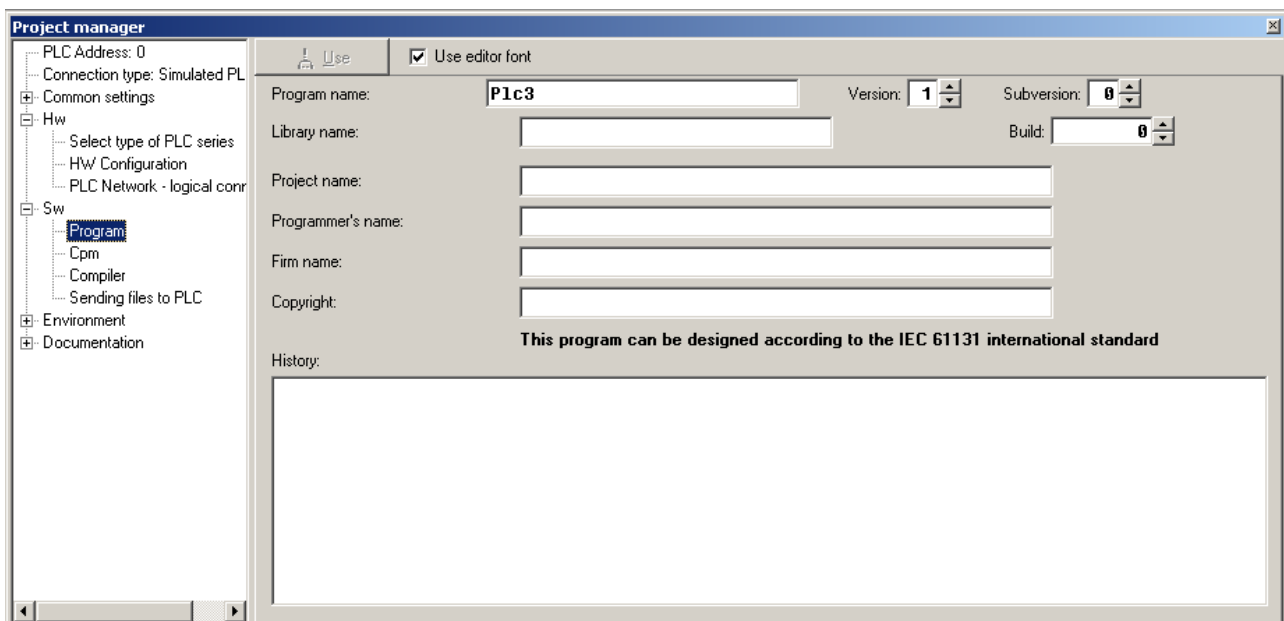 Project manager
PLC Address: 0
Connection type: Simulated PL
Common settings
Hw
Select type of PLC series
HW Configuration
PLC Network - logical conr
Sw
Program
Cpm
Compiler
Sending files to PLC
Environment
Documentation
Use
Use editor font
Program name: Plc3 Version: 1 Subversion: 0
Library name: Build: 0
Project name:
Programmer's name:
Firm name:
Copyright:
This program can be designed according to the IEC 61131 international standard
History: